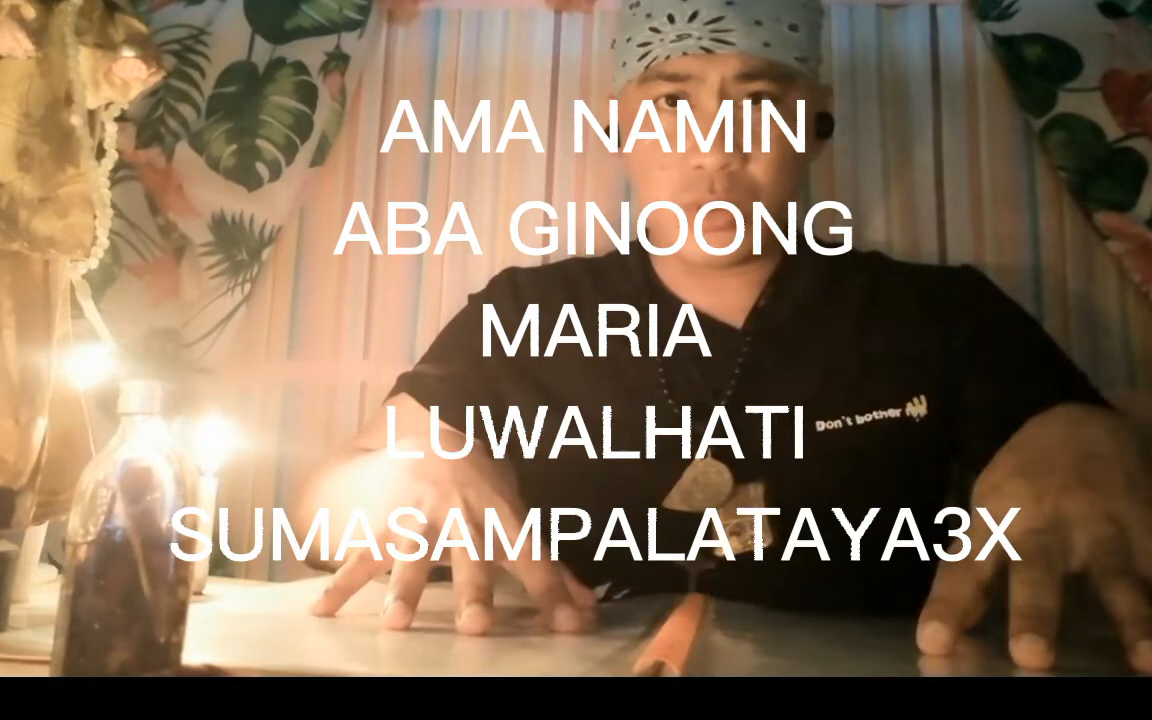 AMA NAMIN
ABA GINOONG
MARIA
LUWALHATI
SUMASAMPALATAYA3X
Don't bother